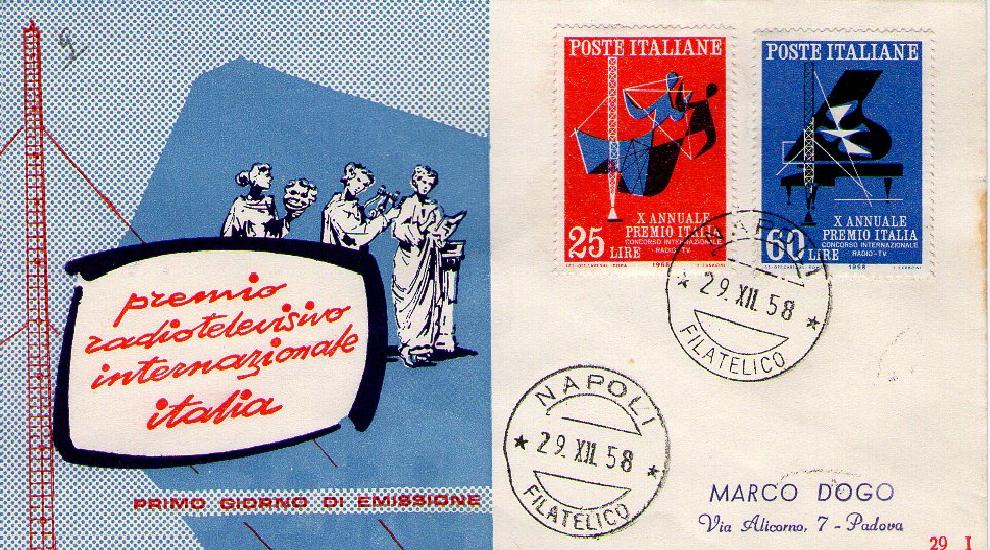 premio
radiotelevisivo
internazionale
italia
PRIMO GIORNO DI EMISSIONE
POSTE ITALIANE
X ANNUALE
PREMIO ITALIA
CONCORSO INTERNAZIONALE
RADIO-TV
25 LIRE
1958
POSTE ITALIANE
X ANNUALE
PREMIO ITALIA
CONCORSO INTERNAZIONALE
RADIO-TV
60 LIRE
1958
NAPOLI
29.XII.58
FILATELICO
NAPOLI
29.XII.58
FILATELICO
MARCO DOGO
Via Alicorno, 7 - Padova
29 I